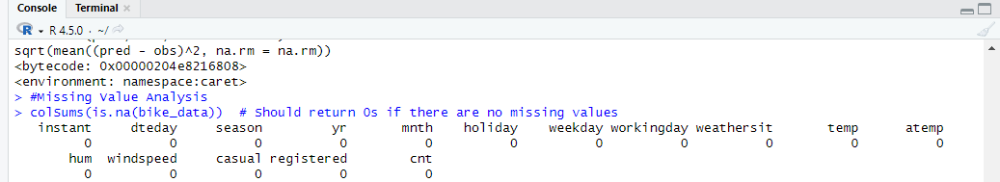 Console Terminal ×
R 4.5.0 · ~/
sqrt(mean((pred - obs)^2, na.rm = na.rm))
<bytecode: 0x00000204e8216808>
<environment: namespace:caret>
> #Missing Value Analysis
> colSums(is.na(bike_data))  # Should return 0s if there are no missing values
instant dteday season yr mnth holiday weekday workingday weathersit temp atemp
0 0 0 0 0 0 0 0 0 0 0
hum windspeed casual registered cnt
0 0 0 0 0